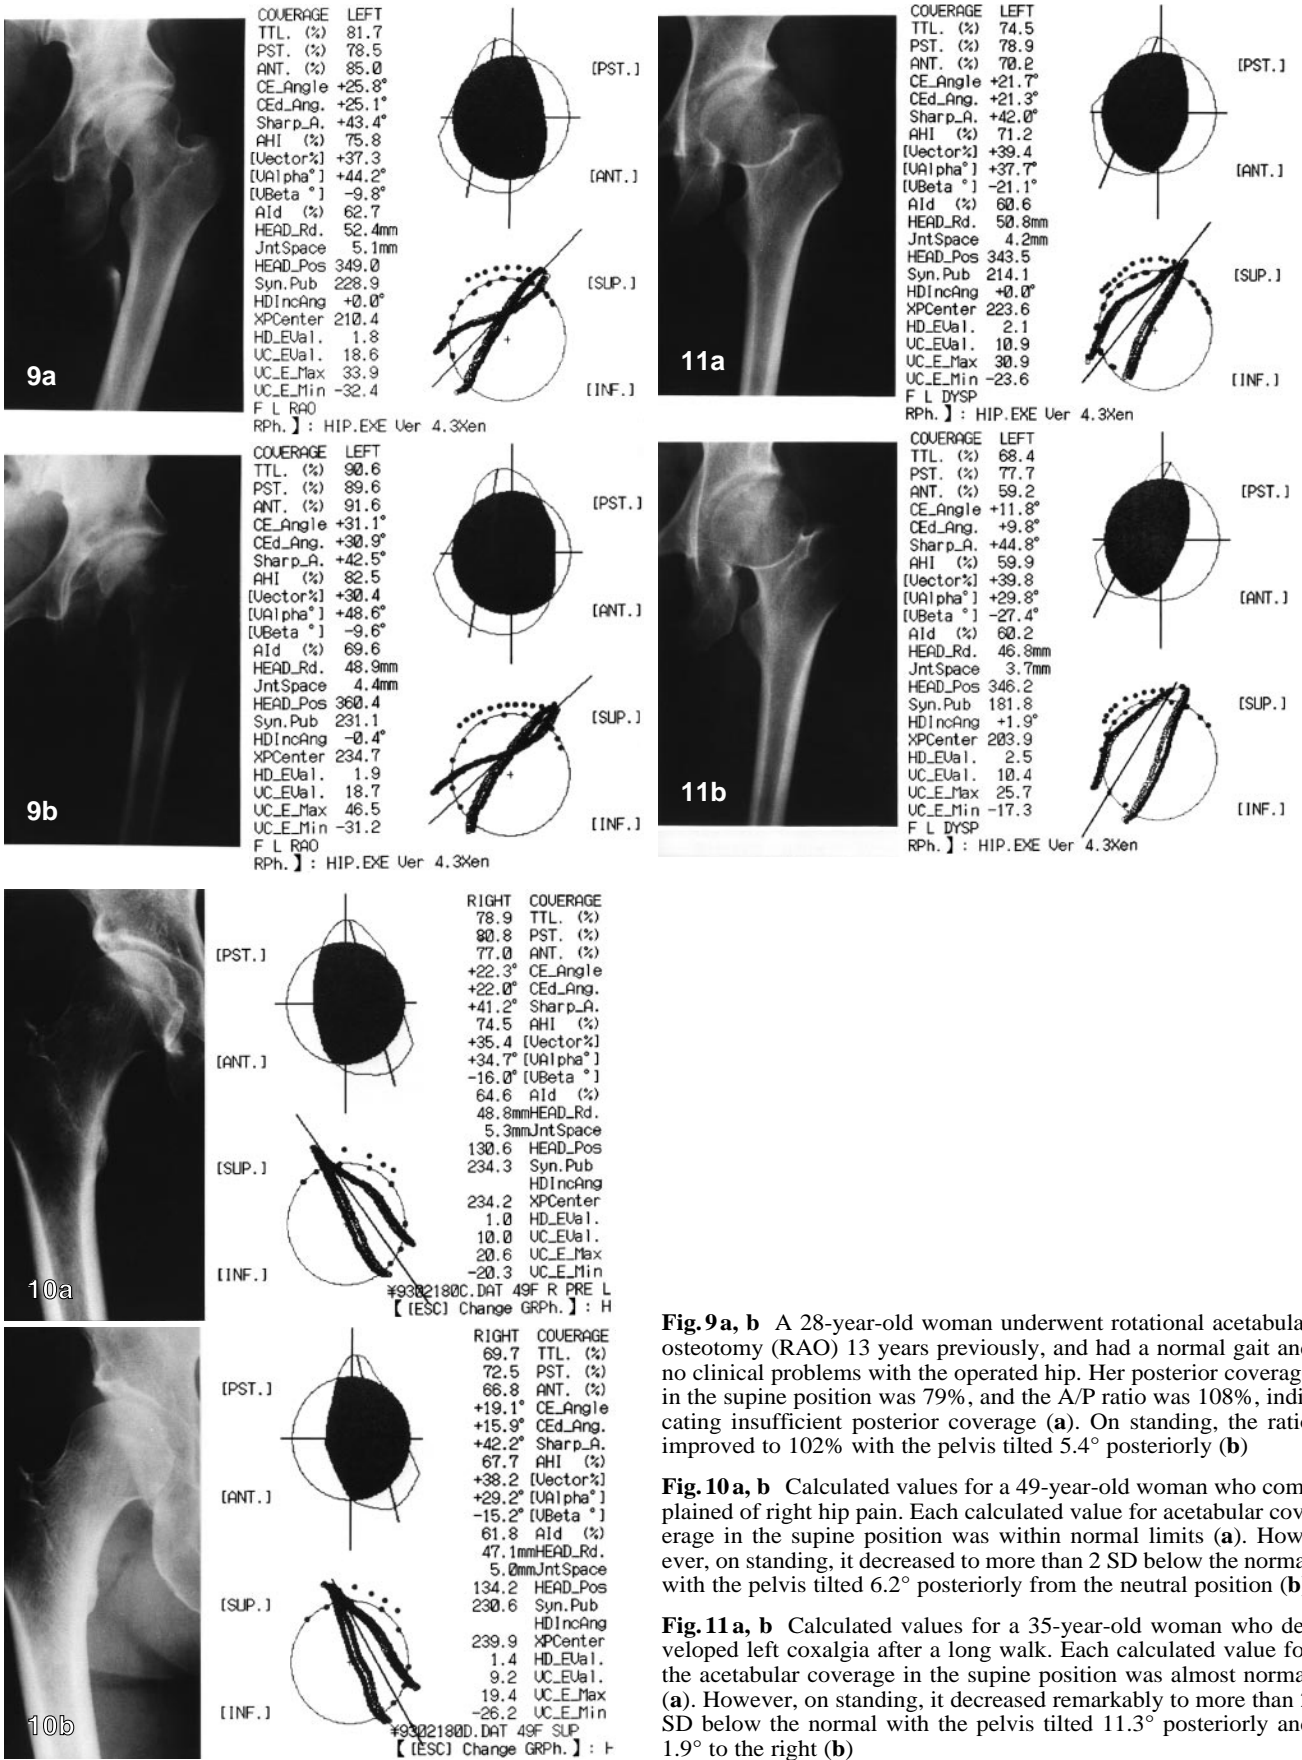 COVERAGE LEFT
TTL. (%) 81.7
PST. (%) 78.5
ANT. (%) 85.0
CE_Angle +25.8°
CEd_Ang. +25.1°
Sharp_A. +43.4°
AHI (%) 75.8
[Vector%] +37.3
[VAlpha°] +44.2°
[VBeta °] -9.8°
AId (%) 62.7
HEAD_Rd. 52.4mm
JntSpace 5.1mm
HEAD_Pos 349.0
Syn.Pub 228.9
HDIncAng +0.0°
XPCenter 210.4
HD_EVal. 1.8
VC_EVal. 18.6
VC_E_Max 33.9
VC_E_Min -32.4
F L RAO
RPh.】: HIP.EXE Ver 4.3Xen
[PST.]
[ANT.]
[SUP.]
[INF.]
9a
COVERAGE LEFT
TTL. (%) 90.6
PST. (%) 89.6
ANT. (%) 91.6
CE_Angle +31.1°
CEd_Ang. +30.9°
Sharp_A. +42.5°
AHI (%) 82.5
[Vector%] +30.4
[VAlpha°] +48.6°
[VBeta °] -9.6°
AId (%) 69.6
HEAD_Rd. 48.9mm
JntSpace 4.4mm
HEAD_Pos 360.4
Syn.Pub 231.1
HDIncAng -0.4°
XPCenter 234.7
HD_EVal. 1.9
VC_EVal. 18.7
VC_E_Max 46.5
VC_E_Min -31.2
F L RAO
RPh.】: HIP.EXE Ver 4.3Xen
[PST.]
[ANT.]
[SUP.]
[INF.]
9b
COVERAGE LEFT
TTL. (%) 74.5
PST. (%) 78.9
ANT. (%) 70.2
CE_Angle +21.7°
CEd_Ang. +21.3°
Sharp_A. +42.0°
AHI (%) 71.2
[Vector%] +39.4
[VAlpha°] +37.7°
[VBeta °] -21.1°
AId (%) 60.6
HEAD_Rd. 50.8mm
JntSpace 4.2mm
HEAD_Pos 343.5
Syn.Pub 214.1
HDIncAng +0.0°
XPCenter 223.6
HD_EVal. 2.1
VC_EVal. 10.9
VC_E_Max 30.9
VC_E_Min -23.6
F L DYSP
RPh.】: HIP.EXE Ver 4.3Xen
[PST.]
[ANT.]
[SUP.]
[INF.]
11a
COVERAGE LEFT
TTL. (%) 68.4
PST. (%) 77.7
ANT. (%) 59.2
CE_Angle +11.8°
CEd_Ang. +9.8°
Sharp_A. +44.8°
AHI (%) 59.9
[Vector%] +39.8
[VAlpha°] +29.8°
[VBeta °] -27.4°
AId (%) 60.2
HEAD_Rd. 46.8mm
JntSpace 3.7mm
HEAD_Pos 346.2
Syn.Pub 181.8
HDIncAng +1.9°
XPCenter 203.9
HD_EVal. 2.5
VC_EVal. 10.4
VC_E_Max 25.7
VC_E_Min -17.3
F L DYSP
RPh.】: HIP.EXE Ver 4.3Xen
[PST.]
[ANT.]
[SUP.]
[INF.]
11b
RIGHT COVERAGE
78.9 TTL. (%)
80.8 PST. (%)
77.0 ANT. (%)
+22.3° CE_Angle
+22.0° CEd_Ang.
+41.2° Sharp_A.
74.5 AHI (%)
+35.4 [Vector%]
+34.7° [VAlpha°]
-16.0° [VBeta °]
64.6 AId (%)
48.8mm HEAD_Rd.
5.3mm JntSpace
130.6 HEAD_Pos
234.3 Syn.Pub
HDIncAng
234.2 XPCenter
1.0 HD_EVal.
10.0 VC_EVal.
20.6 VC_E_Max
-20.3 VC_E_Min
¥9302180C.DAT 49F R PRE L
【 [ESC] Change GRPh.】: H
[PST.]
[ANT.]
[SUP.]
[INF.]
10a
RIGHT COVERAGE
69.7 TTL. (%)
72.5 PST. (%)
66.8 ANT. (%)
+19.1° CE_Angle
+15.9° CEd_Ang.
+42.2° Sharp_A.
67.7 AHI (%)
+38.2 [Vector%]
+29.2° [VAlpha°]
-15.2° [VBeta °]
61.8 AId (%)
47.1mm HEAD_Rd.
5.0mm JntSpace
134.2 HEAD_Pos
230.6 Syn.Pub
HDIncAng
239.9 XPCenter
1.4 HD_EVal.
9.2 VC_EVal.
19.4 VC_E_Max
-26.2 VC_E_Min
¥9302180D.DAT 49F SUP
【 [ESC] Change GRPh.】:
[PST.]
[ANT.]
[SUP.]
[INF.]
10b
Fig. 9 a, b A 28-year-old woman underwent rotational acetabula
osteotomy (RAO) 13 years previously, and had a normal gait an
no clinical problems with the operated hip. Her posterior coverag
in the supine position was 79%, and the A/P ratio was 108%, indi
cating insufficient posterior coverage (a). On standing, the ratio
improved to 102% with the pelvis tilted 5.4° posteriorly (b)
Fig. 10 a, b Calculated values for a 49-year-old woman who com
plained of right hip pain. Each calculated value for acetabular cov
erage in the supine position was within normal limits (a). How
ever, on standing, it decreased to more than 2 SD below the norma
with the pelvis tilted 6.2° posteriorly from the neutral position (b
Fig. 11 a, b Calculated values for a 35-year-old woman who de
veloped left coxalgia after a long walk. Each calculated value fo
the acetabular coverage in the supine position was almost norma
(a). However, on standing, it decreased remarkably to more than
SD below the normal with the pelvis tilted 11.3° posteriorly an
1.9° to the right (b)